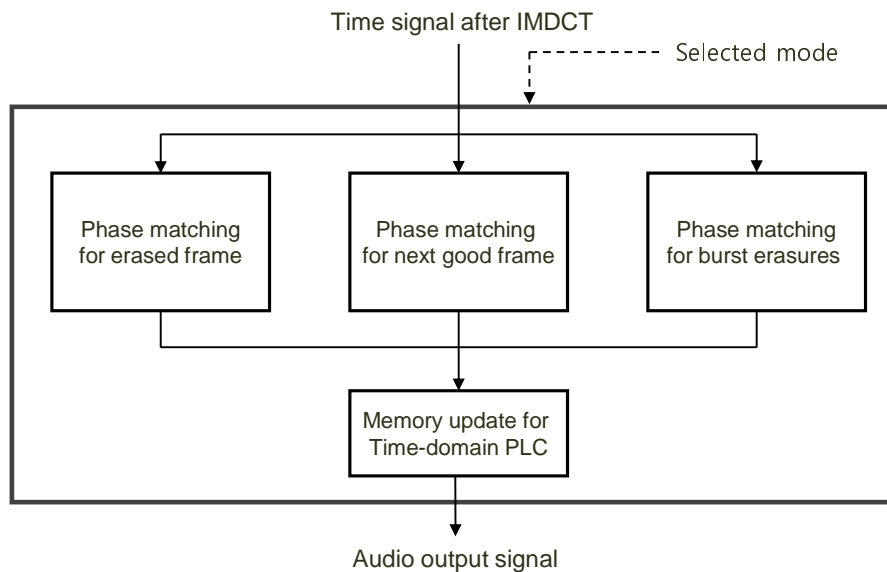 Time signal after IMDCT
Selected mode
Phase matching
for erased frame
Phase matching
for next good frame
Phase matching
for burst erasures
Memory update for
Time-domain PLC
Audio output signal